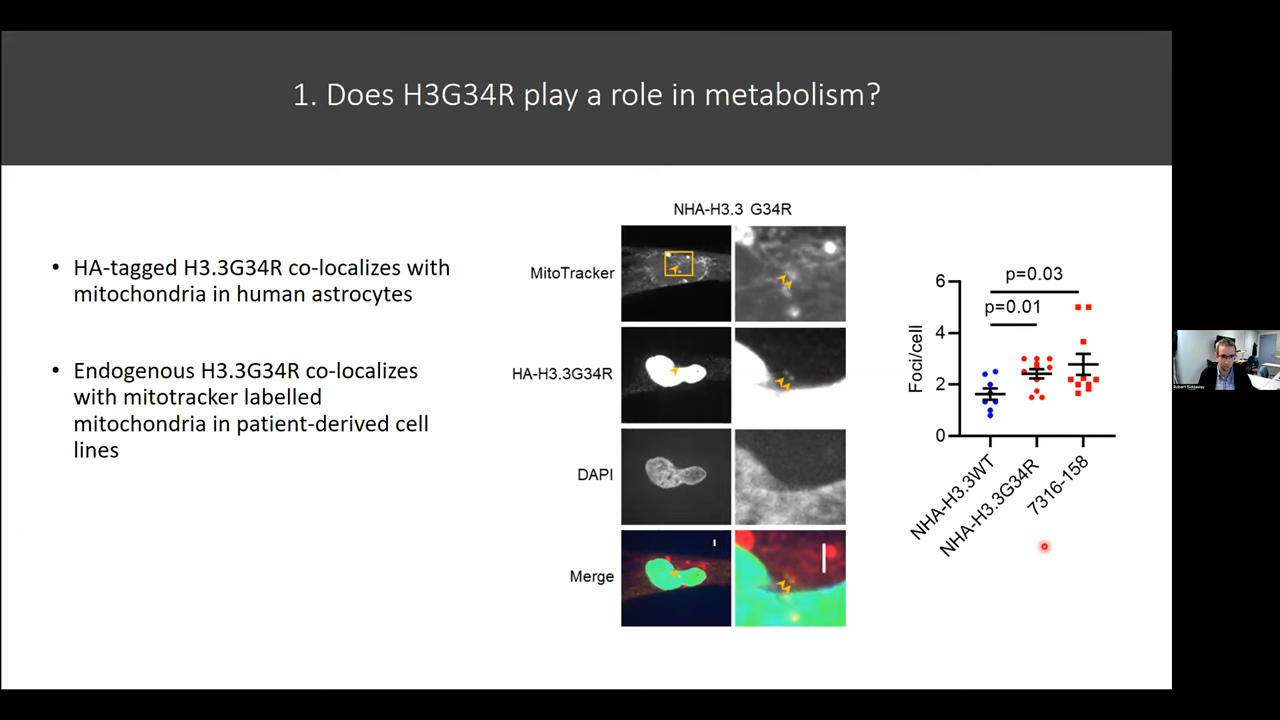 1. Does H3G34R play a role in metabolism?
• HA-tagged H3.3G34R co-localizes with
mitochondria in human astrocytes
• Endogenous H3.3G34R co-localizes
with mitotracker labelled
mitochondria in patient-derived cell
lines
NHA-H3.3 G34R
MitoTracker
HA-H3.3G34R
DAPI
Merge
p=0.03
p=0.01
Foci/cell
6
4
2
0
NHA-H3.3WT
NHA-H3.3G34R
7316-158
Robert Siddaway